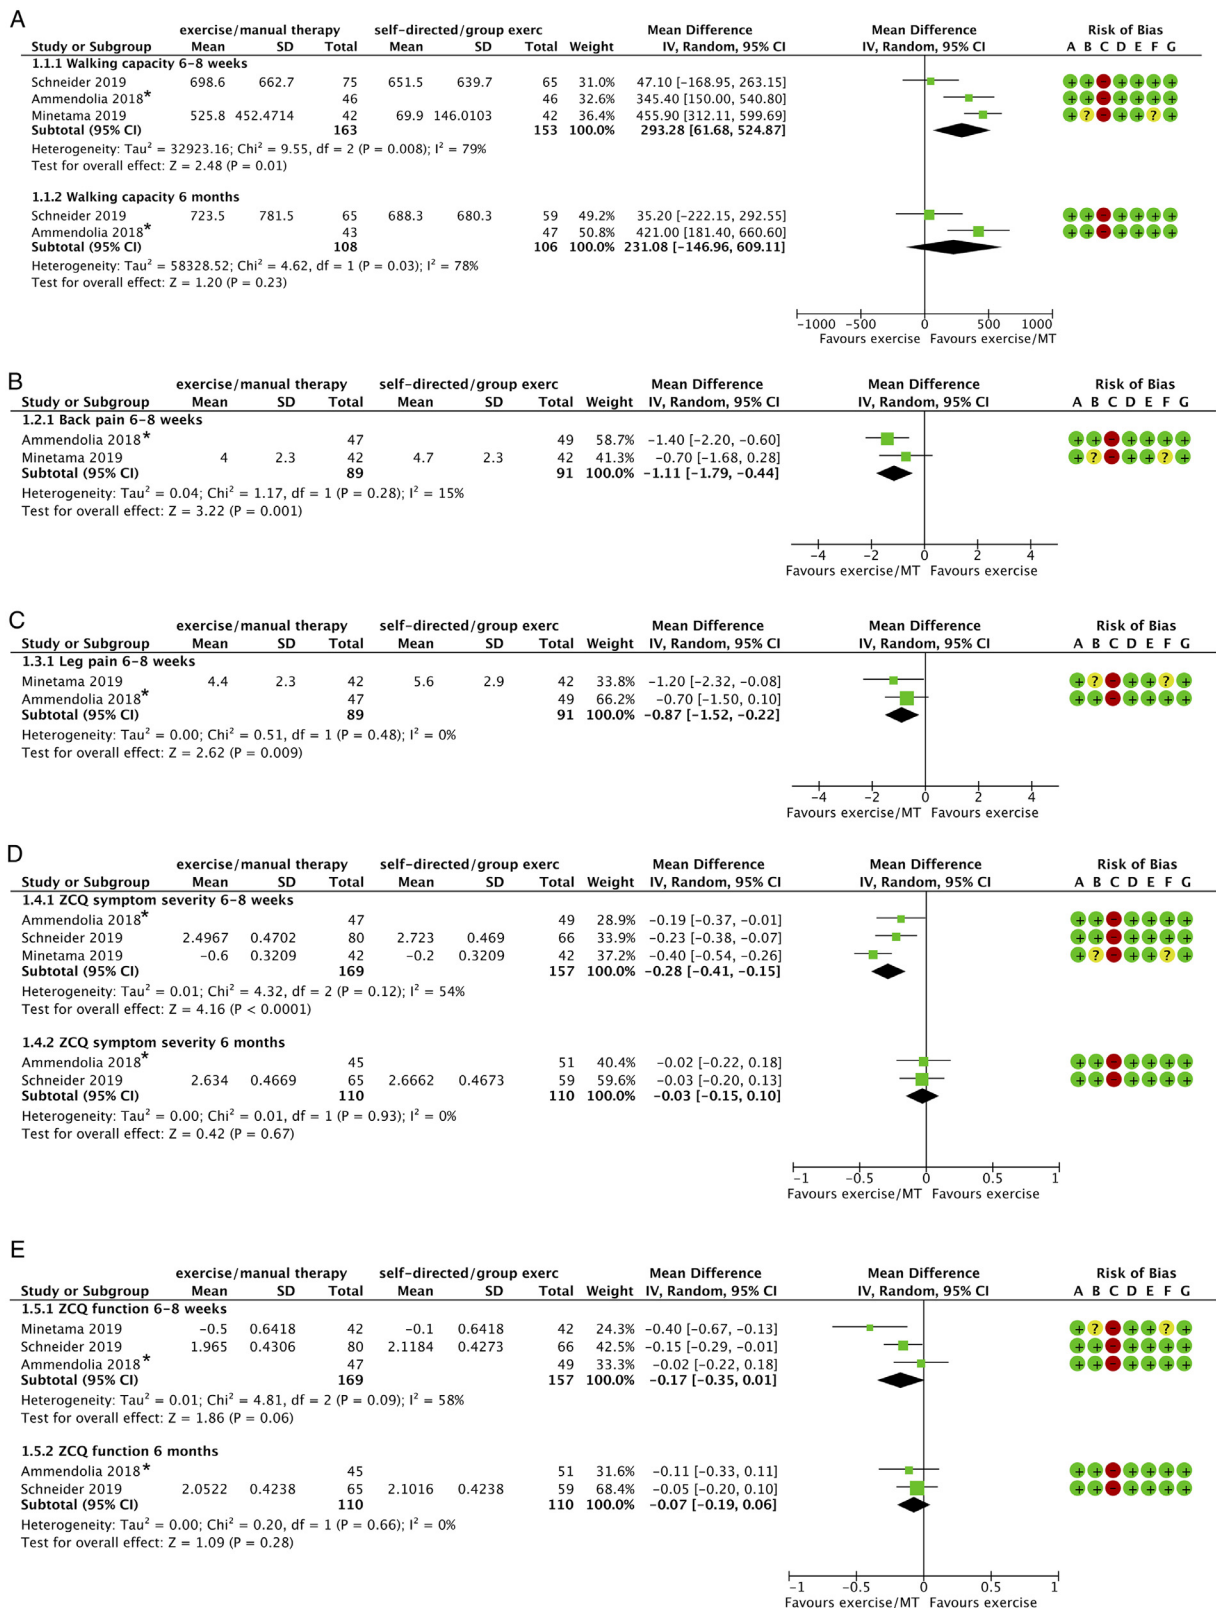 A
exercise/manual therapy self-directed/group exerc Mean Difference Mean Difference Risk of Bias
Study or Subgroup Mean SD Total Mean SD Total Weight IV, Random, 95% CI IV, Random, 95% CI A B C D E F G
1.1.1 Walking capacity 6-8 weeks
Schneider 2019 698.6 662.7 75 651.5 639.7 65 31.0% 47.10 [-168.95, 263.15] + + - + + + +
Ammendolia 2018* 46 46 32.6% 345.40 [150.00, 540.80] + + - + + + +
Minetama 2019 525.8 452.4714 42 69.9 146.0103 42 36.4% 455.90 [312.11, 599.69] + ? - + + ? +
Subtotal (95% CI) 163 153 100.0% 293.28 [61.68, 524.87]
Heterogeneity: Tau² = 32923.16; Chi² = 9.55, df = 2 (P = 0.008); I² = 79%
Test for overall effect: Z = 2.48 (P = 0.01)
1.1.2 Walking capacity 6 months
Schneider 2019 723.5 781.5 65 688.3 680.3 59 49.2% 35.20 [-222.15, 292.55] + + - + + + +
Ammendolia 2018* 43 47 50.8% 421.00 [181.40, 660.60] + + - + + + +
Subtotal (95% CI) 108 106 100.0% 231.08 [-146.96, 609.11]
Heterogeneity: Tau² = 58328.52; Chi² = 4.62, df = 1 (P = 0.03); I² = 78%
Test for overall effect: Z = 1.20 (P = 0.23)
-1000 -500 0 500 1000
Favours exercise Favours exercise/MT
B
exercise/manual therapy self-directed/group exerc Mean Difference Mean Difference Risk of Bias
Study or Subgroup Mean SD Total Mean SD Total Weight IV, Random, 95% CI IV, Random, 95% CI A B C D E F G
1.2.1 Back pain 6-8 weeks
Ammendolia 2018* 47 49 58.7% -1.40 [-2.20, -0.60] + + - + + + +
Minetama 2019 4 2.3 42 4.7 2.3 42 41.3% -0.70 [-1.68, 0.28] + ? - + + ? +
Subtotal (95% CI) 89 91 100.0% -1.11 [-1.79, -0.44]
Heterogeneity: Tau² = 0.04; Chi² = 1.17, df = 1 (P = 0.28); I² = 15%
Test for overall effect: Z = 3.22 (P = 0.001)
-4 -2 0 2 4
Favours exercise/MT Favours exercise
C
exercise/manual therapy self-directed/group exerc Mean Difference Mean Difference Risk of Bias
Study or Subgroup Mean SD Total Mean SD Total Weight IV, Random, 95% CI IV, Random, 95% CI A B C D E F G
1.3.1 Leg pain 6-8 weeks
Minetama 2019 4.4 2.3 42 5.6 2.9 42 33.8% -1.20 [-2.32, -0.08] + ? - + + ? +
Ammendolia 2018* 47 49 66.2% -0.70 [-1.50, 0.10] + + - + + + +
Subtotal (95% CI) 89 91 100.0% -0.87 [-1.52, -0.22]
Heterogeneity: Tau² = 0.00; Chi² = 0.51, df = 1 (P = 0.48); I² = 0%
Test for overall effect: Z = 2.62 (P = 0.009)
-4 -2 0 2 4
Favours exercise/MT Favours exercise
D
exercise/manual therapy self-directed/group exerc Mean Difference Mean Difference Risk of Bias
Study or Subgroup Mean SD Total Mean SD Total Weight IV, Random, 95% CI IV, Random, 95% CI A B C D E F G
1.4.1 ZCQ symptom severity 6-8 weeks
Ammendolia 2018* 47 49 28.9% -0.19 [-0.37, -0.01] + + - + + + +
Schneider 2019 2.4967 0.4702 80 2.723 0.469 66 33.9% -0.23 [-0.38, -0.07] + + - + + + +
Minetama 2019 -0.6 0.3209 42 -0.2 0.3209 42 37.2% -0.40 [-0.54, -0.26] + ? - + + ? +
Subtotal (95% CI) 169 157 100.0% -0.28 [-0.41, -0.15]
Heterogeneity: Tau² = 0.01; Chi² = 4.32, df = 2 (P = 0.12); I² = 54%
Test for overall effect: Z = 4.16 (P < 0.0001)
1.4.2 ZCQ symptom severity 6 months
Ammendolia 2018* 45 51 40.4% -0.02 [-0.22, 0.18] + + - + + + +
Schneider 2019 2.634 0.4669 65 2.6662 0.4673 59 59.6% -0.03 [-0.20, 0.13] + + - + + + +
Subtotal (95% CI) 110 110 100.0% -0.03 [-0.15, 0.10]
Heterogeneity: Tau² = 0.00; Chi² = 0.01, df = 1 (P = 0.93); I² = 0%
Test for overall effect: Z = 0.42 (P = 0.67)
-1 -0.5 0 0.5 1
Favours exercise/MT Favours exercise
E
exercise/manual therapy self-directed/group exerc Mean Difference Mean Difference Risk of Bias
Study or Subgroup Mean SD Total Mean SD Total Weight IV, Random, 95% CI IV, Random, 95% CI A B C D E F G
1.5.1 ZCQ function 6-8 weeks
Minetama 2019 -0.5 0.6418 42 -0.1 0.6418 42 24.3% -0.40 [-0.67, -0.13] + ? - + + ? +
Schneider 2019 1.965 0.4306 80 2.1184 0.4273 66 42.5% -0.15 [-0.29, -0.01] + + - + + + +
Ammendolia 2018* 47 49 33.3% -0.02 [-0.22, 0.18] + + - + + + +
Subtotal (95% CI) 169 157 100.0% -0.17 [-0.35, 0.01]
Heterogeneity: Tau² = 0.01; Chi² = 4.81, df = 2 (P = 0.09); I² = 58%
Test for overall effect: Z = 1.86 (P = 0.06)
1.5.2 ZCQ function 6 months
Ammendolia 2018* 45 51 31.6% -0.11 [-0.33, 0.11] + + - + + + +
Schneider 2019 2.0522 0.4238 65 2.1016 0.4238 59 68.4% -0.05 [-0.20, 0.10] + + - + + + +
Subtotal (95% CI) 110 110 100.0% -0.07 [-0.19, 0.06]
Heterogeneity: Tau² = 0.00; Chi² = 0.20, df = 1 (P = 0.66); I² = 0%
Test for overall effect: Z = 1.09 (P = 0.28)
-1 -0.5 0 0.5 1
Favours exercise/MT Favours exercise